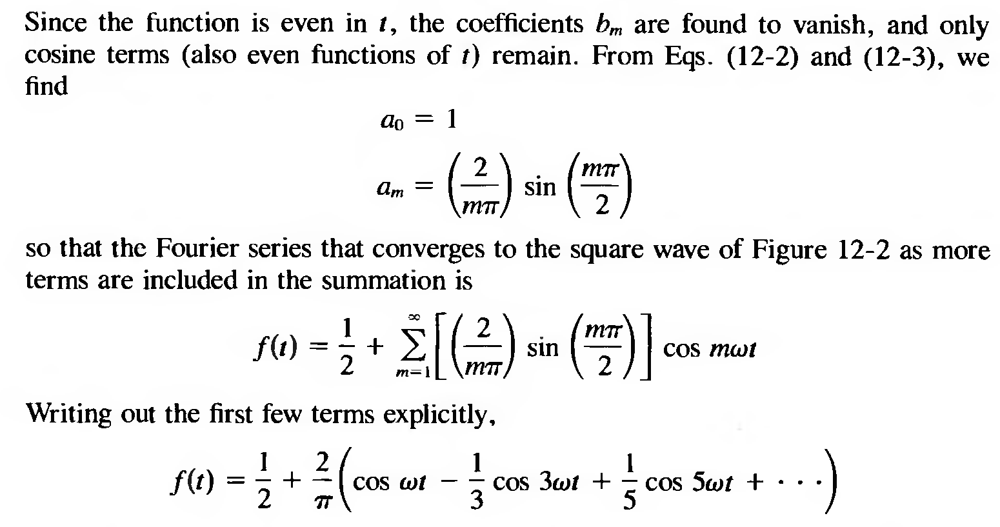 Since the function is even in t, the coefficients bₘ are found to vanish, and only
cosine terms (also even functions of t) remain. From Eqs. (12-2) and (12-3), we
find
a₀ = 1
aₘ = (2/mπ) sin (mπ/2)
so that the Fourier series that converges to the square wave of Figure 12-2 as more
terms are included in the summation is
f(t) = 1/2 + ∑_{m=1}^{∞} [(2/mπ) sin (mπ/2)] cos mωt
Writing out the first few terms explicitly,
f(t) = 1/2 + 2/π (cos ωt − 1/3 cos 3ωt + 1/5 cos 5ωt + · · ·)